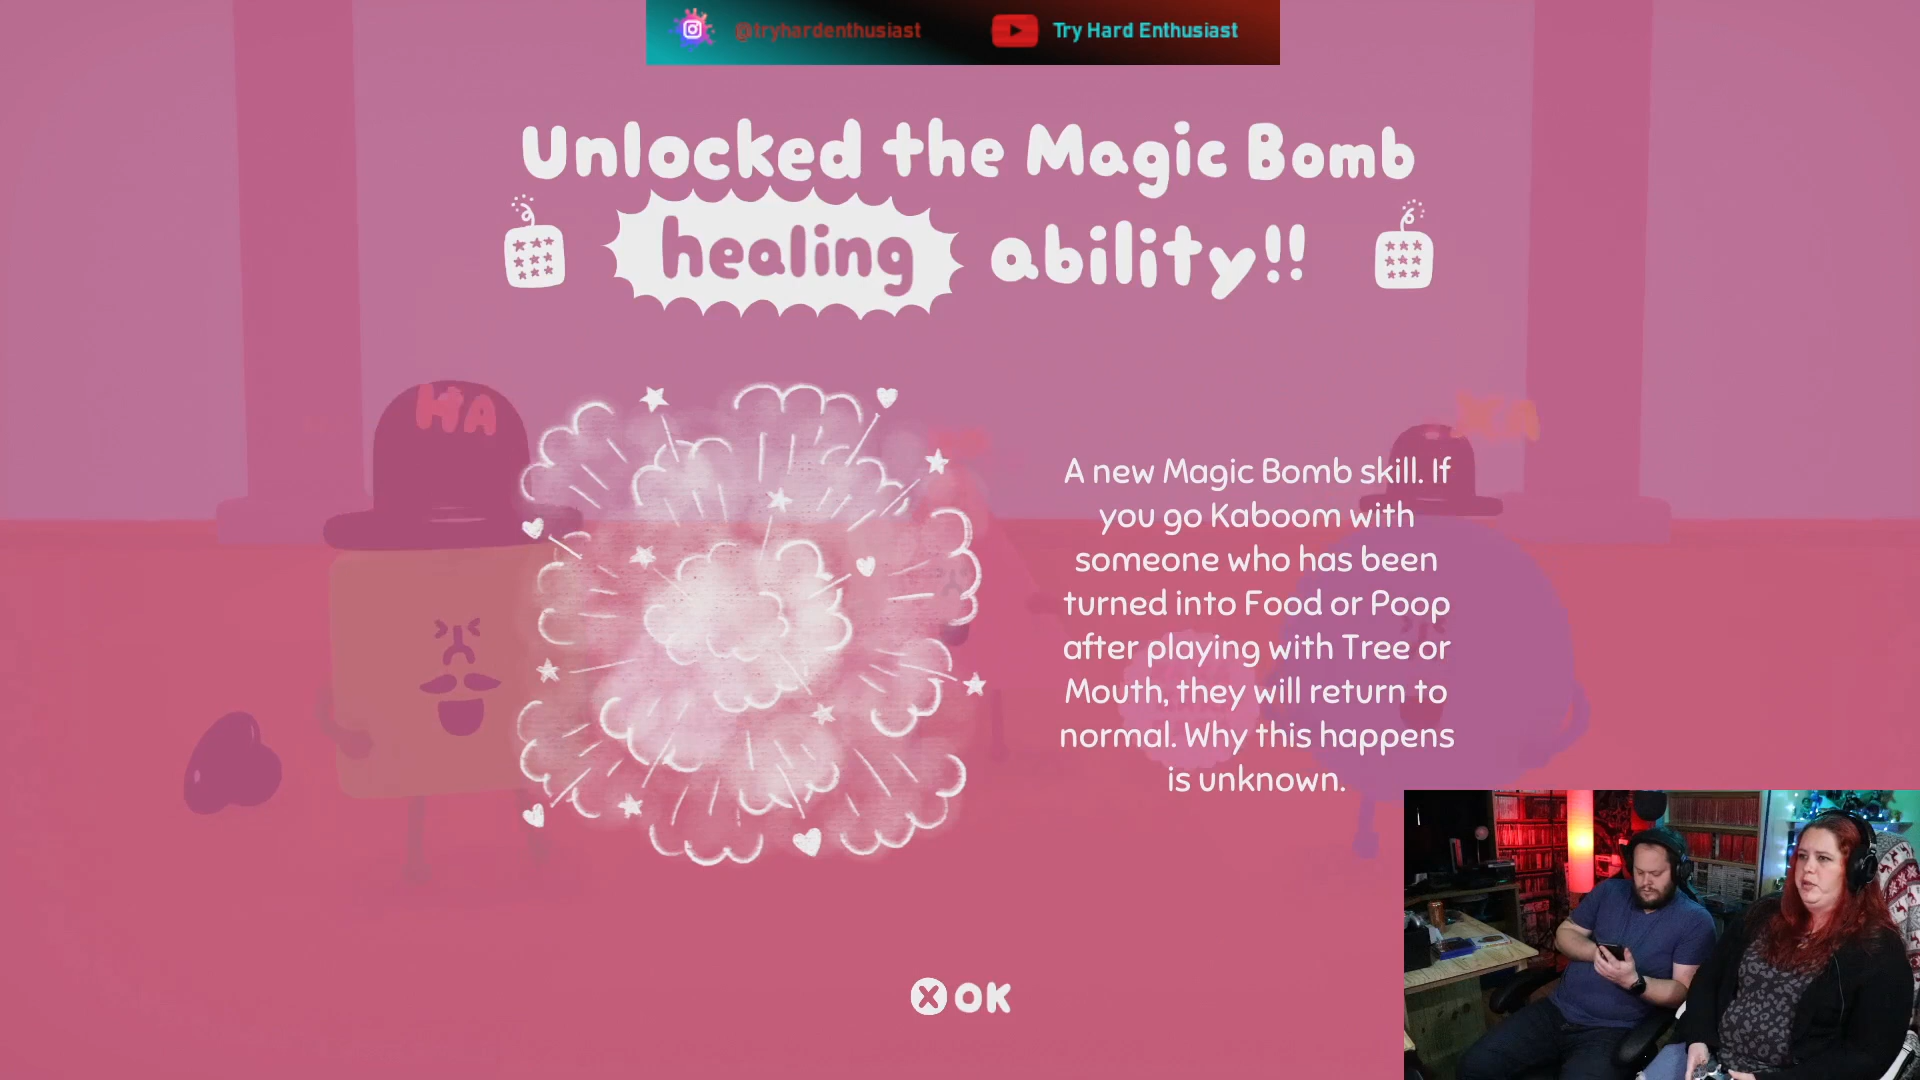 @tryhardenthusiast
Try Hard Enthusiast
Unlocked the Magic Bomb
healing ability!!
HA
A new Magic Bomb skill. If
you go Kaboom with
someone who has been
turned into Food or Poop
after playing with Tree or
Mouth, they will return to
normal. Why this happens
is unknown.
OK